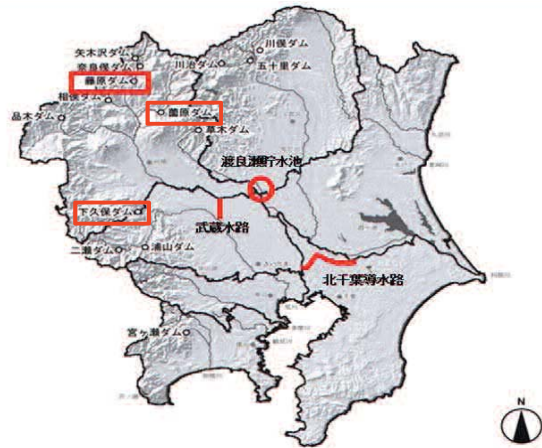 川俣ダム
矢木沢ダム
川治ダム
奈良俣ダム
五十里ダム
藤原ダム
相俣ダム
薗原ダム
品木ダム
草木ダム
渡良瀬貯水池
下久保ダム
武蔵水路
二瀬ダム
浦山ダム
北千葉導水路
宮ヶ瀬ダム
N